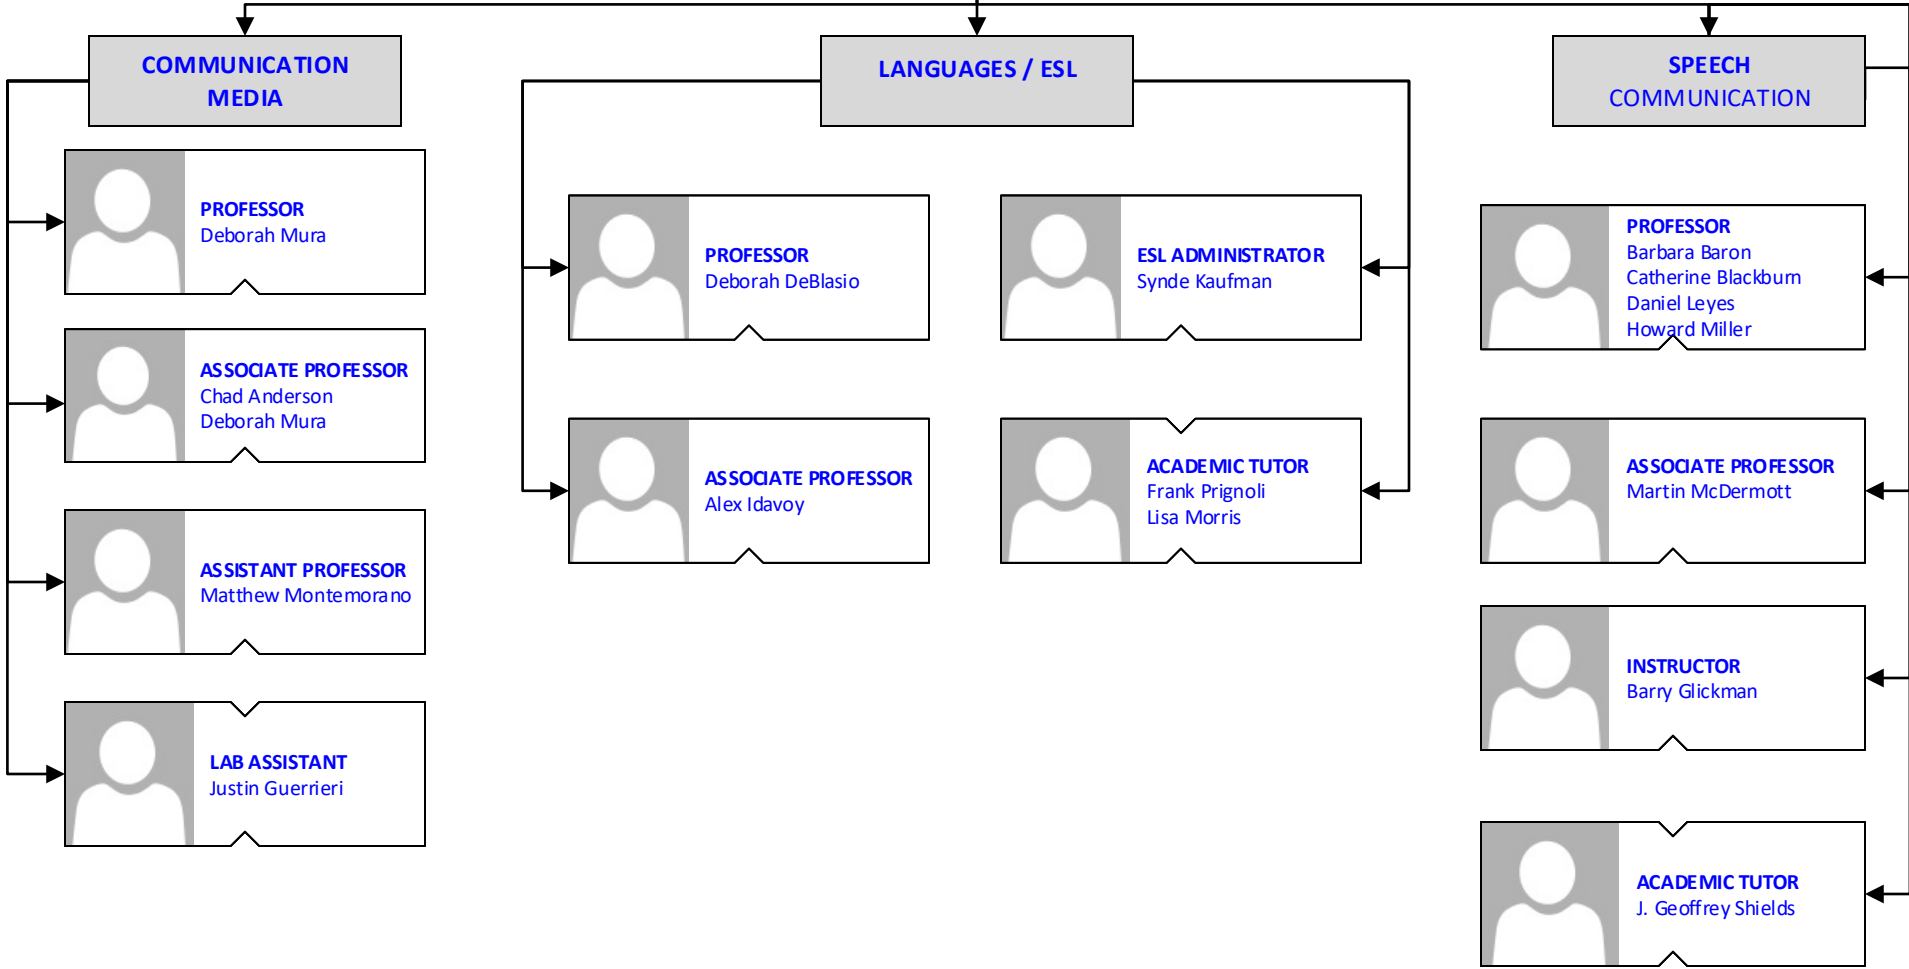 COMMUNICATION
MEDIA
PROFESSOR
Deborah Mura
ASSOCIATE PROFESSOR
Chad Anderson
Deborah Mura
ASSISTANT PROFESSOR
Matthew Montemorano
LAB ASSISTANT
Justin Guerrieri
LANGUAGES / ESL
PROFESSOR
Deborah DeBlasio
ASSOCIATE PROFESSOR
Alex Idavoy
ESL ADMINISTRATOR
Synde Kaufman
ACADEMIC TUTOR
Frank Prignoli
Lisa Morris
SPEECH
COMMUNICATION
PROFESSOR
Barbara Baron
Catherine Blackburn
Daniel Leyes
Howard Miller
ASSOCIATE PROFESSOR
Martin McDermott
INSTRUCTOR
Barry Glickman
ACADEMIC TUTOR
J. Geoffrey Shields